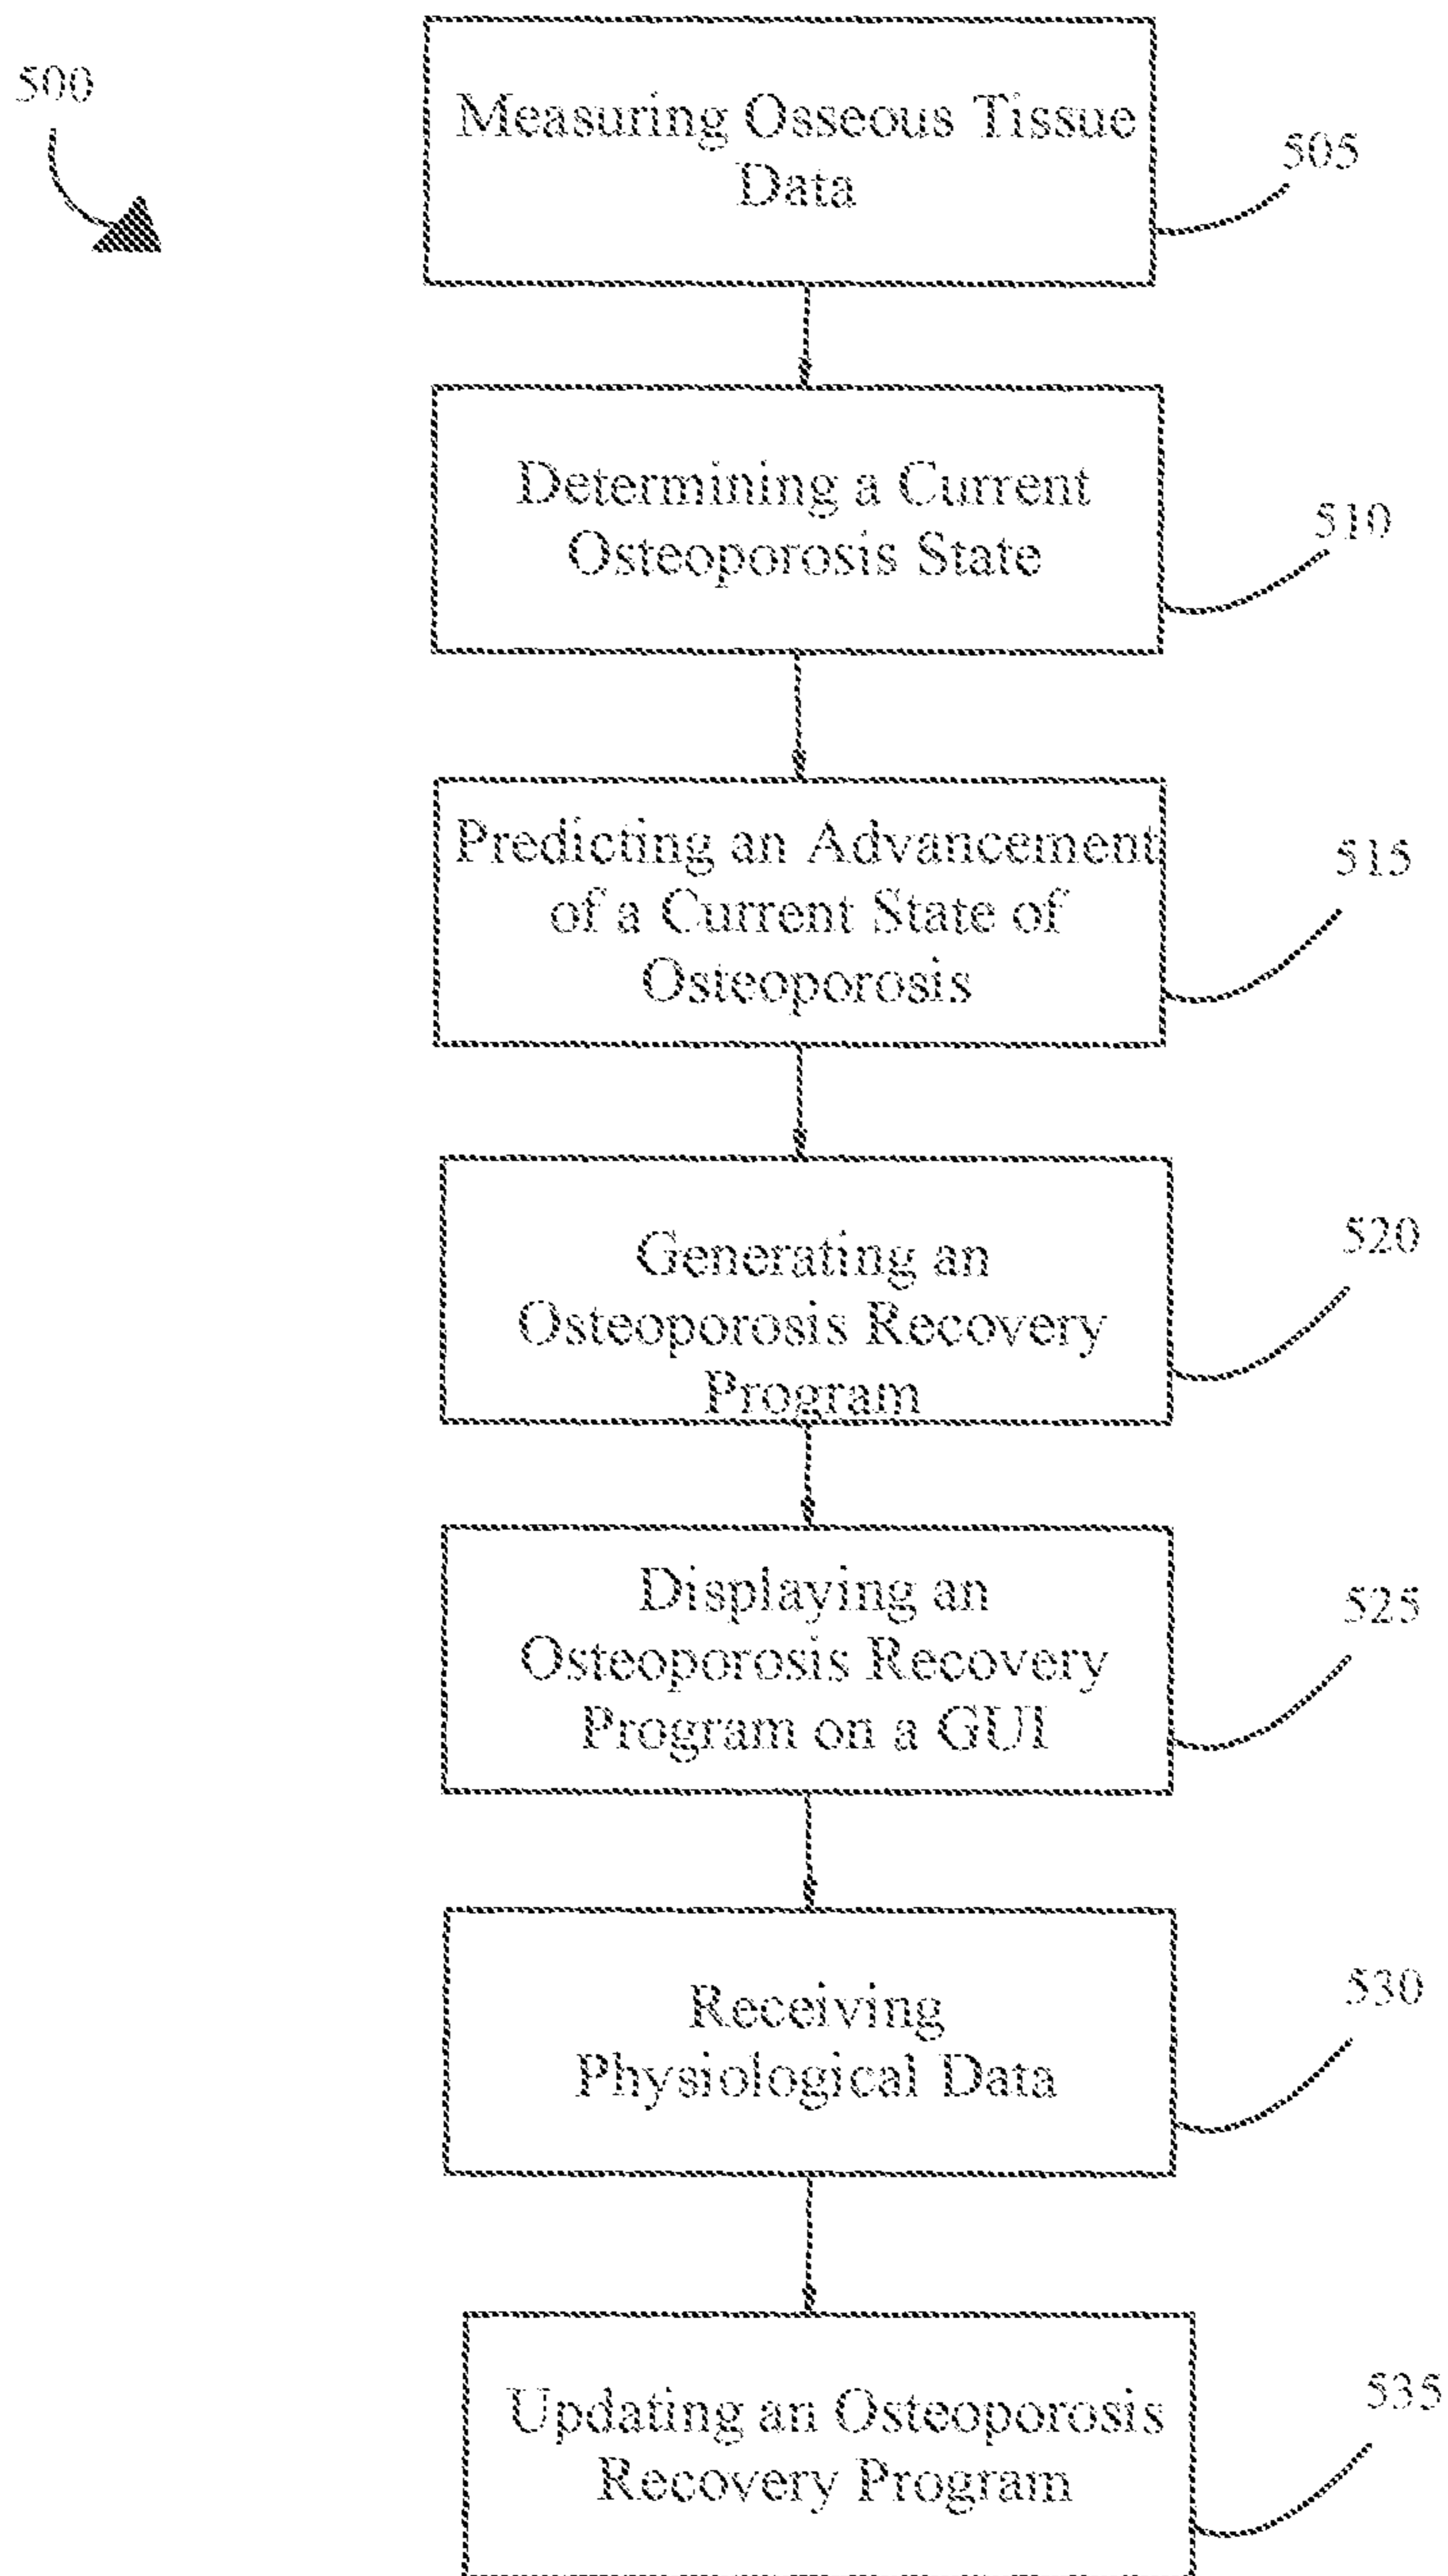 500
Measuring Osseous Tissue
Data
505
Determining a Current
Osteoporosis State
510
Predicting an Advancement
of a Current State of
Osteoporosis
515
Generating an
Osteoporosis Recovery
Program
520
Displaying an
Osteoporosis Recovery
Program on a GUI
525
Receiving
Physiological Data
530
Updating an Osteoporosis
Recovery Program
535